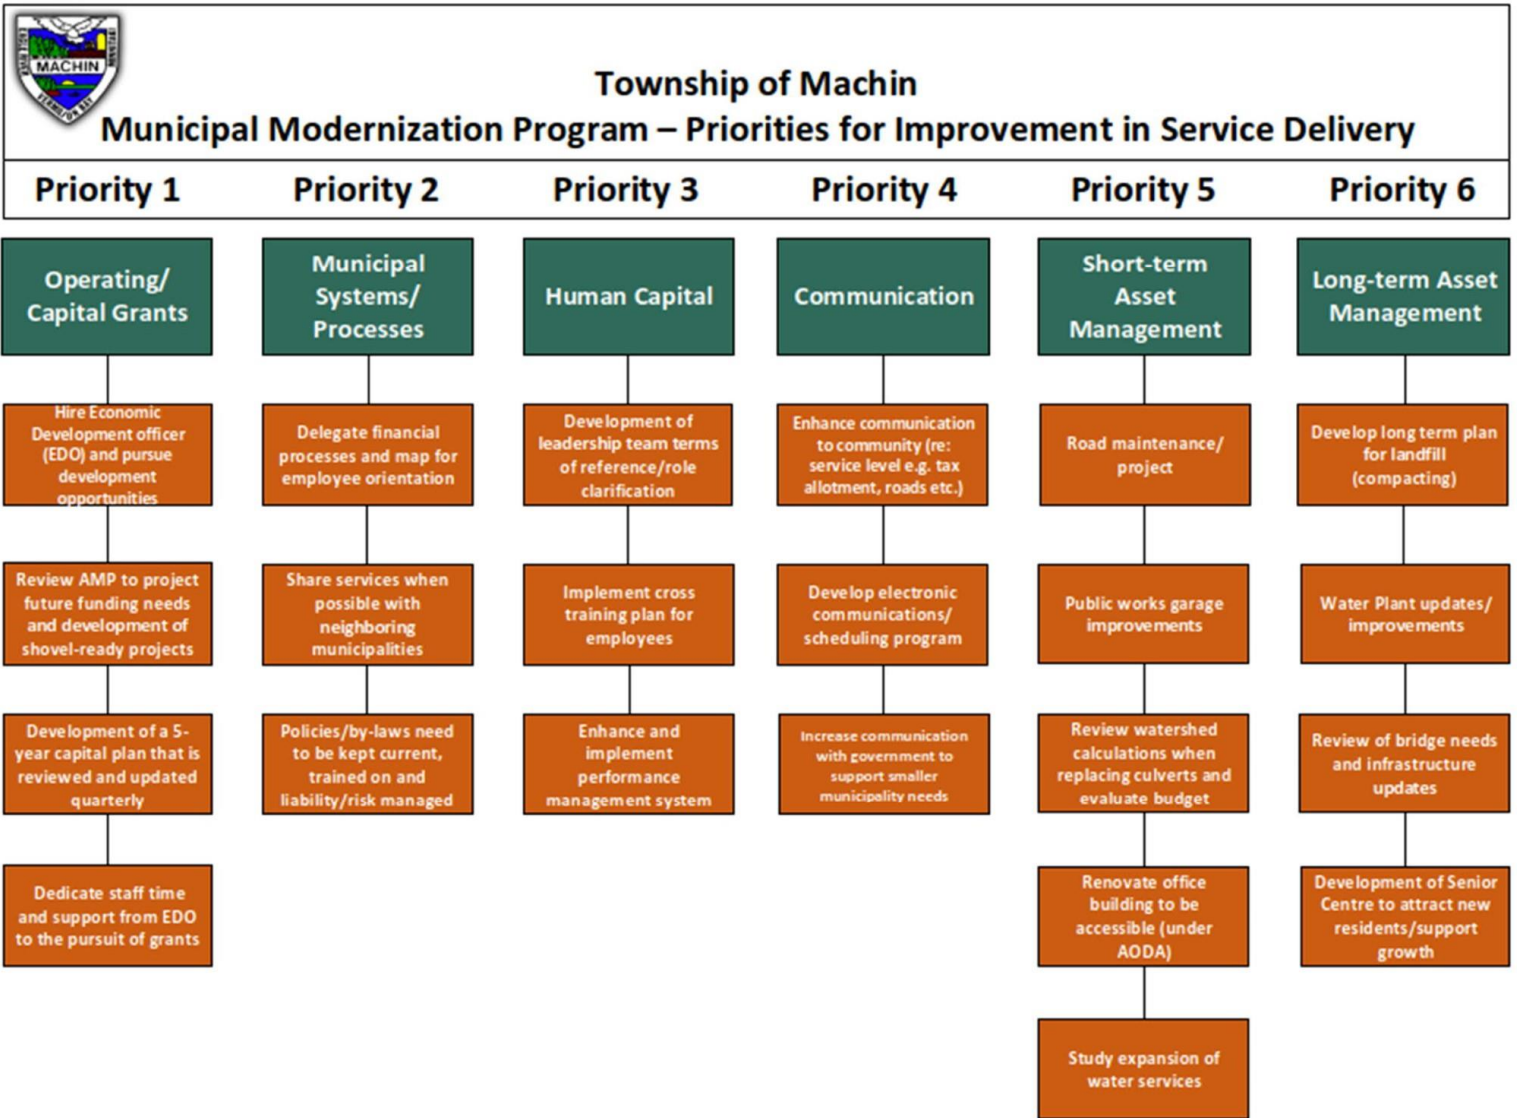 MACHIN
VERMILION BAY
Township of Machin
Municipal Modernization Program – Priorities for Improvement in Service Delivery
Priority 1
Priority 2
Priority 3
Priority 4
Priority 5
Priority 6
Operating/
Capital Grants
Hire Economic
Development officer
(EDO) and pursue
development
opportunities
Review AMP to project
future funding needs
and development of
shovel-ready projects
Development of a 5-
year capital plan that is
reviewed and updated
quarterly
Dedicate staff time
and support from EDO
to the pursuit of grants
Municipal
Systems/
Processes
Delegate financial
processes and map for
employee orientation
Share services when
possible with
neighboring
municipalities
Policies/by-laws need
to be kept current,
trained on and
liability/risk managed
Human Capital
Development of
leadership team terms
of reference/role
clarification
Implement cross
training plan for
employees
Enhance and
implement
performance
management system
Communication
Enhance communication
to community (re:
service level e.g. tax
allotment, roads etc.)
Develop electronic
communications/
scheduling program
Increase communication
with government to
support smaller
municipality needs
Short-term
Asset
Management
Road maintenance/
project
Public works garage
improvements
Review watershed
calculations when
replacing culverts and
evaluate budget
Renovate office
building to be
accessible (under
AODA)
Study expansion of
water services
Long-term Asset
Management
Develop long term plan
for landfill
(compacting)
Water Plant updates/
improvements
Review of bridge needs
and infrastructure
updates
Development of Senior
Centre to attract new
residents/support
growth